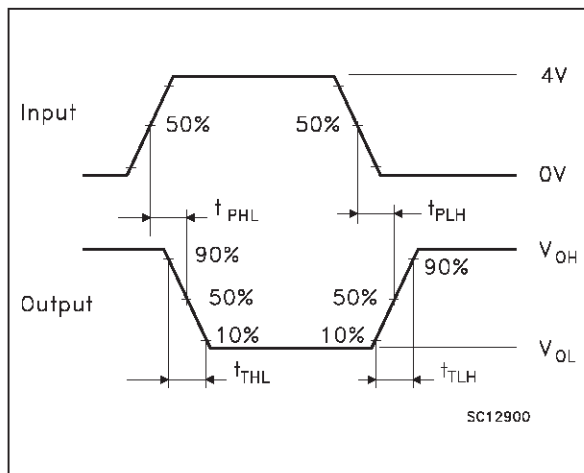 4V
Input
50%
50%
0V
tPHL
tPLH
90%
VOH
90%
Output
50%
50%
10%
10%
VOL
tTHL
tTLH
SC12900